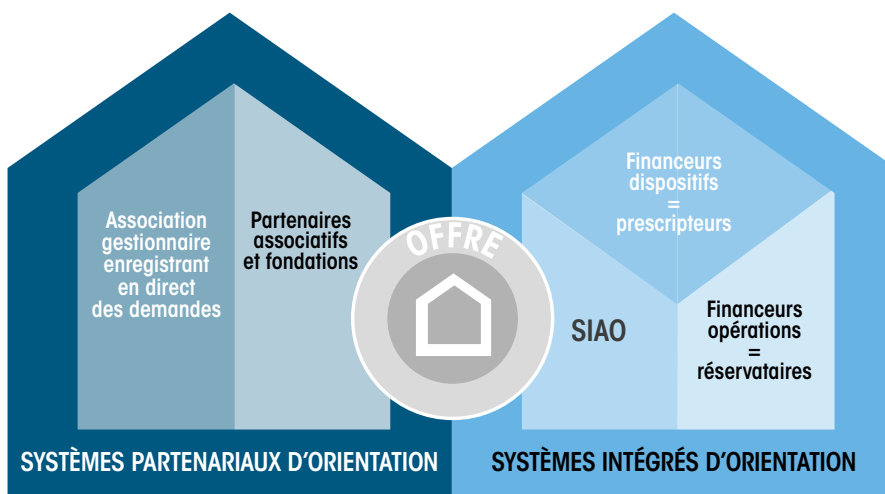 Association
gestionnaire
enregistrant
en direct
des demandes
Partenaires
associatifs
et fondations
OFFRE
Financeurs
dispositifs
=
prescripteurs
SIAO
Financeurs
opérations
=
réservataires
SYSTÈMES PARTENARIAUX D'ORIENTATION
SYSTÈMES INTÉGRÉS D'ORIENTATION